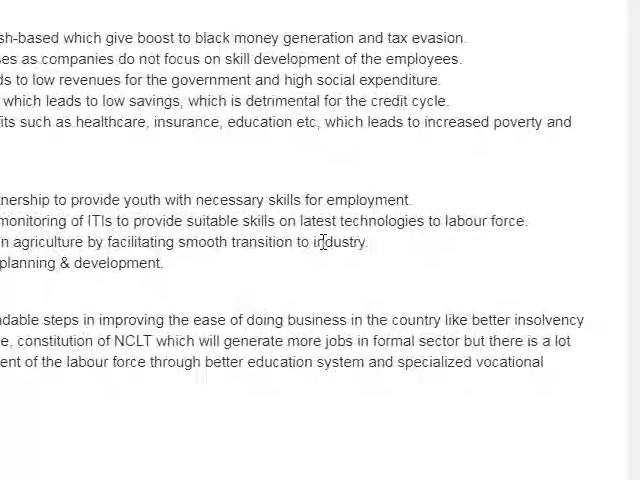 sh-based which give boost to black money generation and tax evasion.
es as companies do not focus on skill development of the employees.
ds to low revenues for the government and high social expenditure.
which leads to low savings, which is detrimental for the credit cycle.
fits such as healthcare, insurance, education etc, which leads to increased poverty and
nership to provide youth with necessary skills for employment.
monitoring of ITIs to provide suitable skills on latest technologies to labour force.
n agriculture by facilitating smooth transition to industry.
planning & development.
dable steps in improving the ease of doing business in the country like better insolvency
e, constitution of NCLT which will generate more jobs in formal sector but there is a lot
ent of the labour force through better education system and specialized vocational